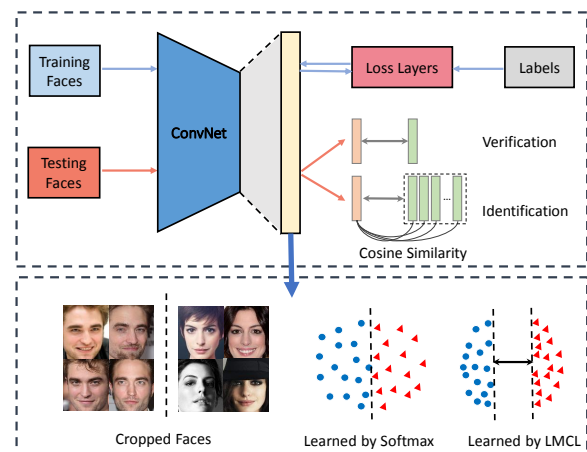 Training
Faces
ConvNet
Loss Layers
Labels
Testing
Faces
Verification
...
Identification
Cosine Similarity
Cropped Faces
Learned by Softmax
Learned by LMCL